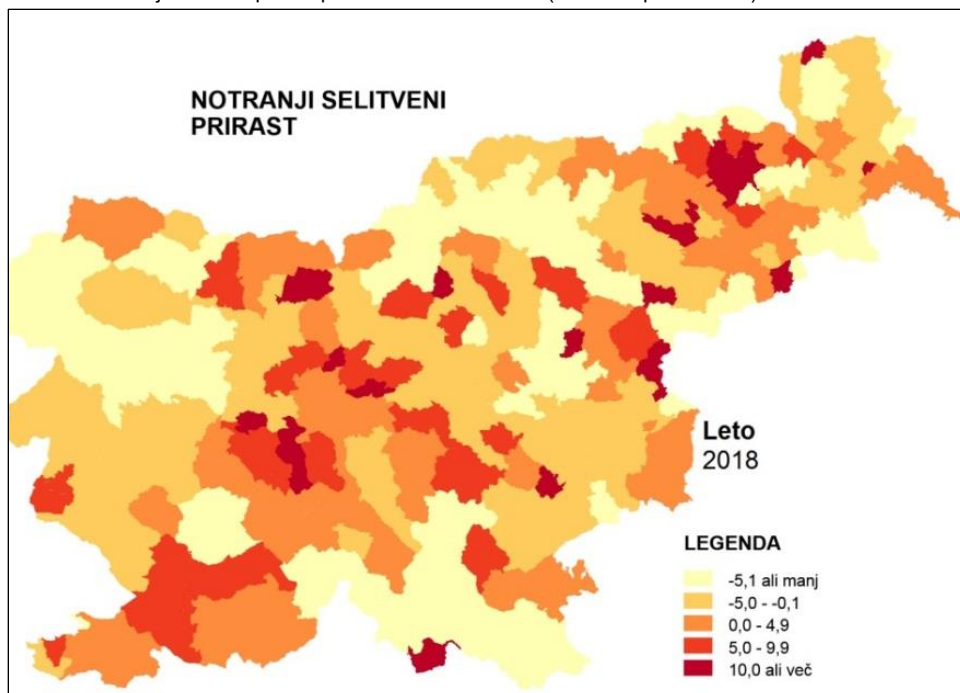 NOTRANJI SELITVENI
PRIRAST
Leto
2018
LEGENDA
-5,1 ali manj
-5,0 - -0,1
0,0 - 4,9
5,0 - 9,9
10,0 ali več